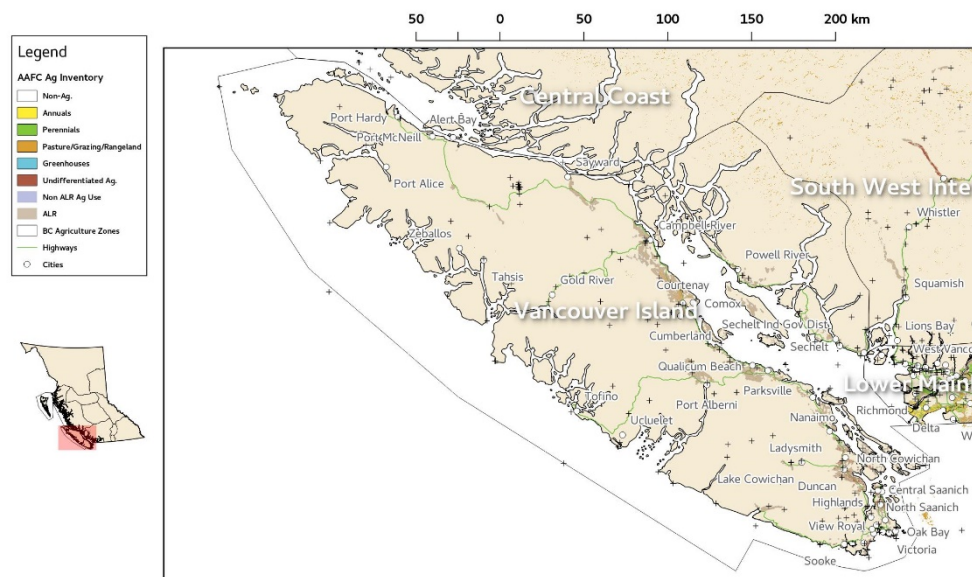 50 0 50 100 150 200 km
Legend
AAFC Ag Inventory
Non-Ag.
Annuals
Perennials
Pasture/Grazing/Rangeland
Greenhouses
Undifferentiated Ag.
Non ALR Ag Use
ALR
BC Agriculture Zones
Highways
Cities
Central Coast
Port Hardy
Alert Bay
Port McNeill
Sayward
Port Alice
South West Inte
Whistler
Campbell River
Zeballos
Powell River
Tahsis
Gold River
Squamish
Courtenay
Comox
Vancouver Island
Sechelt Ind Gov Dist
Lions Bay
Cumberland
Sechelt
West Vanco
Qualicum Beach
Lower Main
Parksville
Tofino
Port Alberni
Richmond
Nanaimo
Delta
Ucluelet
W
Ladysmith
North Cowichan
Lake Cowichan
Duncan
Central Saanich
Highlands
North Saanich
View Royal
Oak Bay
Victoria
Sooke